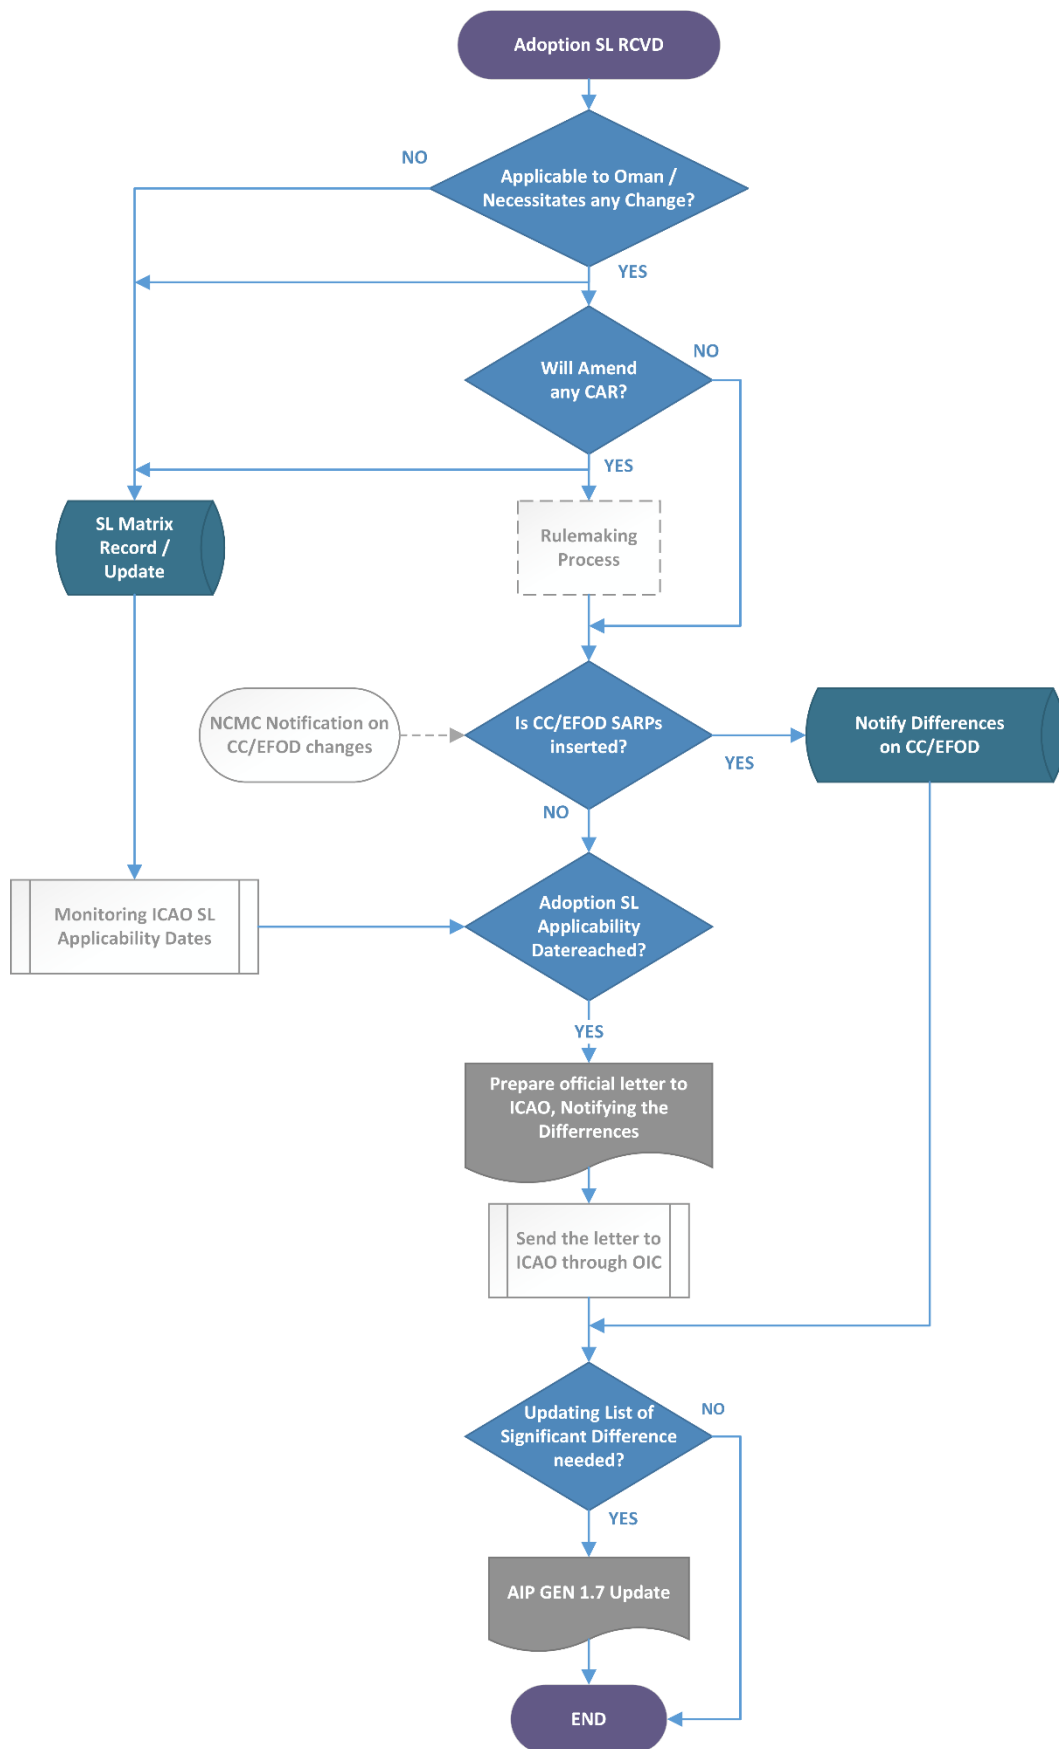 Adoption SL RCVD
NO
Applicable to Oman /
Necessitates any Change?
YES
Will Amend
any CAR?
NO
YES
SL Matrix
Record /
Update
Rulemaking
Process
NCMC Notification on
CC/EFOD changes
Is CC/EFOD SARPs
inserted?
YES
Notify Differences
on CC/EFOD
NO
Monitoring ICAO SL
Applicability Dates
Adoption SL
Applicability
Datereached?
YES
Prepare official letter to
ICAO, Notifying the
Differrences
Send the letter to
ICAO through OIC
Updating List of
Significant Difference
needed?
NO
YES
AIP GEN 1.7 Update
END